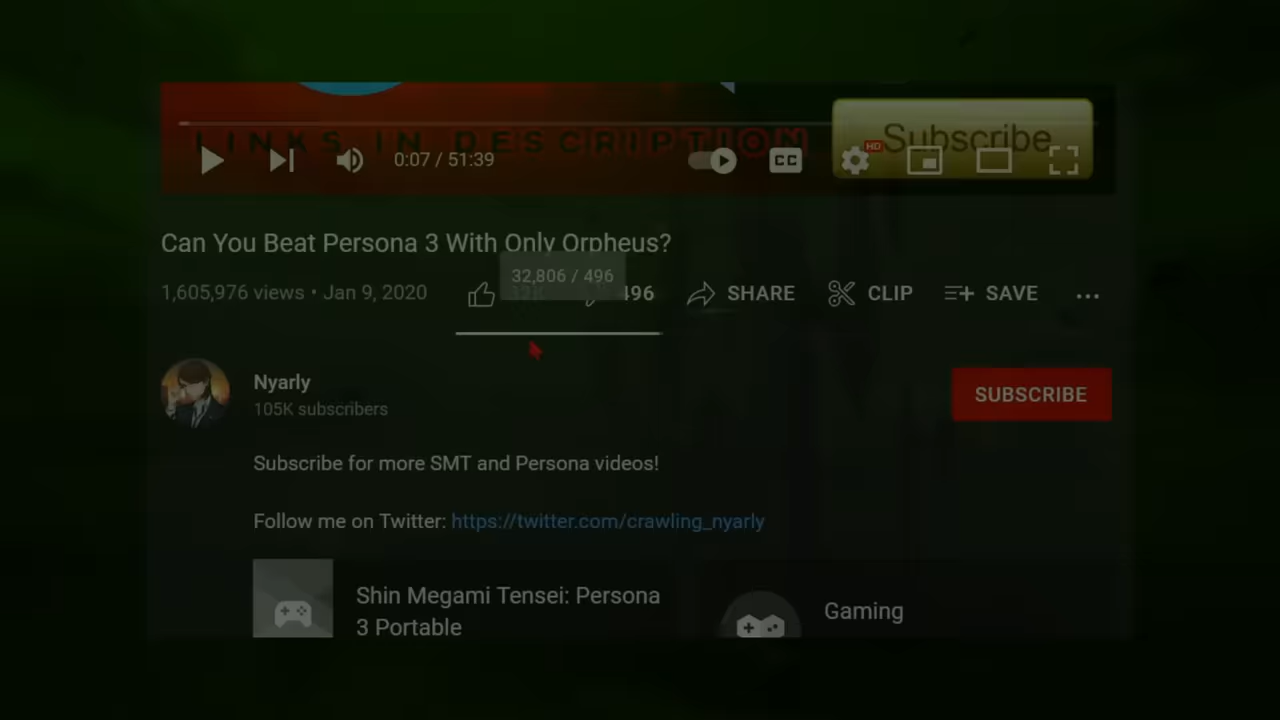 LINKS IN DESCRIPTION
Subscribe
0:07 / 51:39
CC
HD
Can You Beat Persona 3 With Only Orpheus?
32,806 / 496
1,605,976 views • Jan 9, 2020
496
SHARE
CLIP
SAVE
Nyarly
105K subscribers
SUBSCRIBE
Subscribe for more SMT and Persona videos!
Follow me on Twitter: https://twitter.com/crawling_nyarly
Shin Megami Tensei: Persona
3 Portable
Gaming